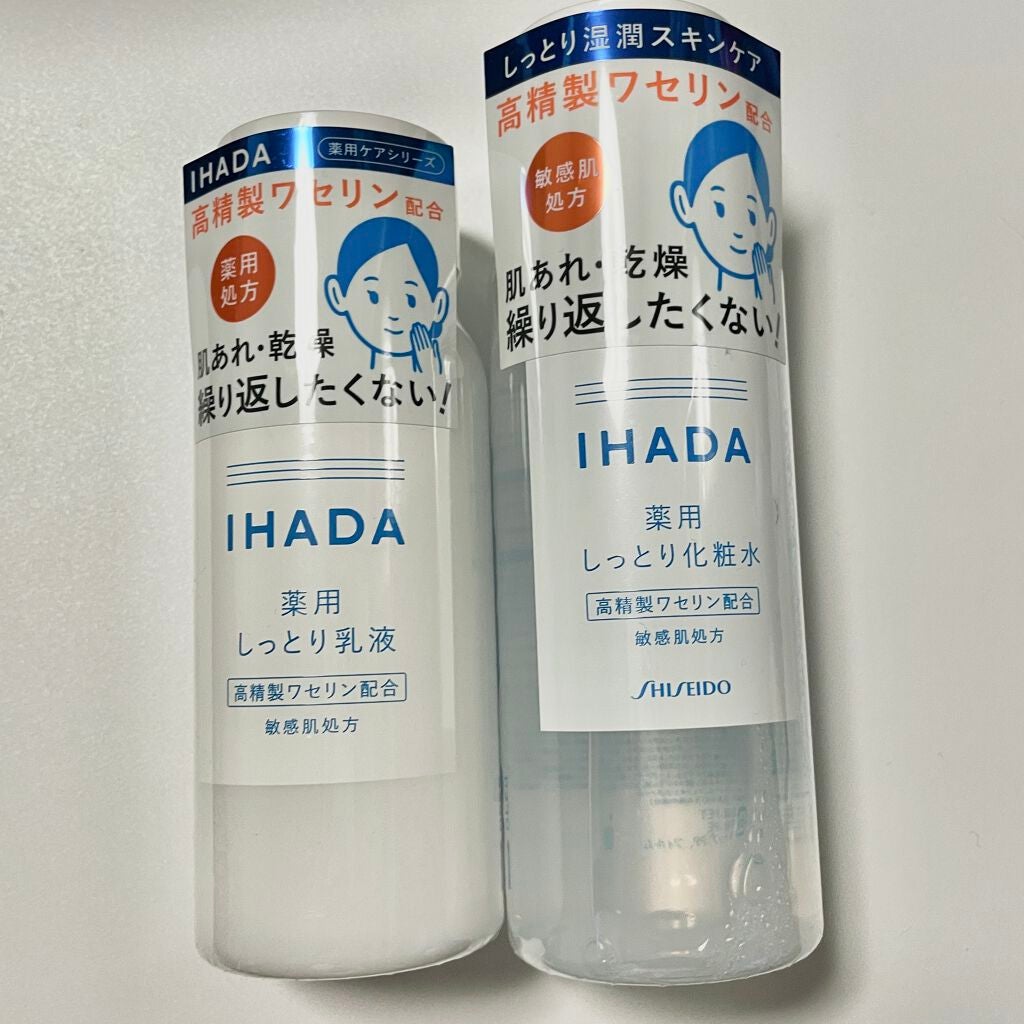 IHADA
薬用ケアシリーズ
高精製ワセリン配合
薬用
処方
肌あれ・乾燥
繰り返したくない!
IHADA
薬用
しっとり乳液
高精製ワセリン配合
敏感肌処方
しっとり湿潤スキンケア
高精製ワセリン配合
敏感肌
処方
肌あれ・乾燥
繰り返したくない!
IHADA
薬用
しっとり化粧水
高精製ワセリン配合
敏感肌処方
SHISEIDO